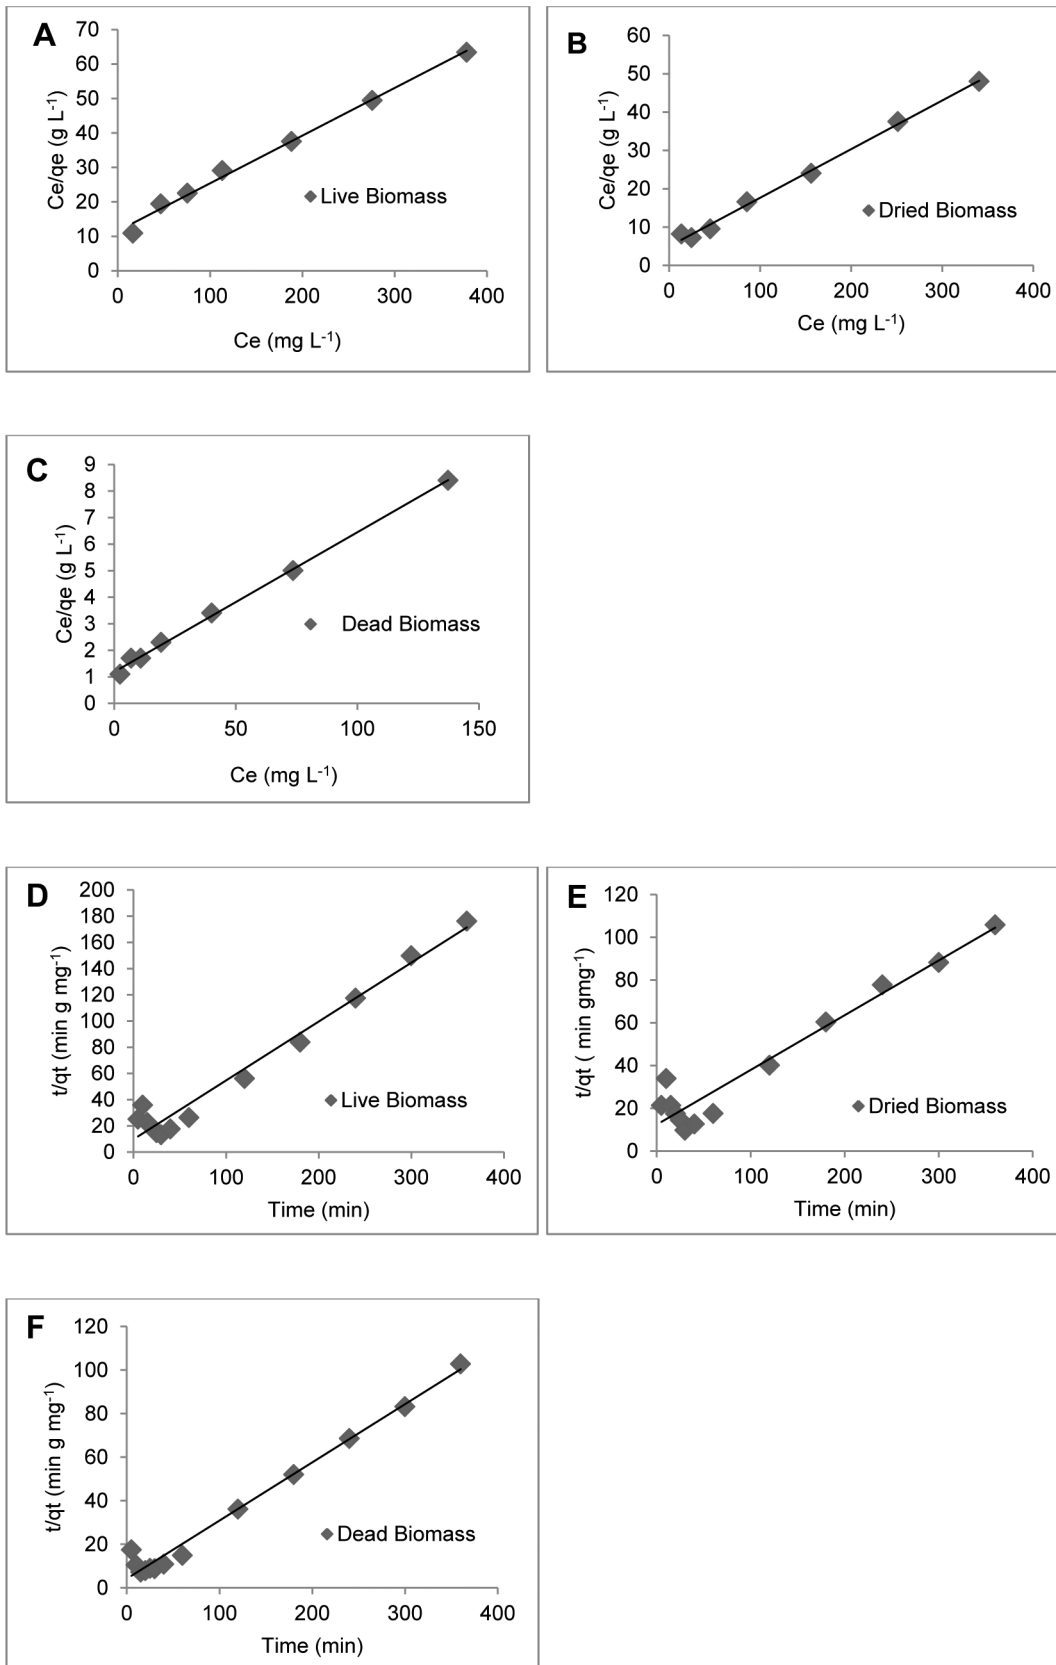 A
Ce/qe (g L⁻¹)
70
60
50
40
30
20
10
0
0 100 200 300 400
Ce (mg L⁻¹)
Live Biomass
B
Ce/qe (g L⁻¹)
60
50
40
30
20
10
0
0 100 200 300 400
Ce (mg L⁻¹)
Dried Biomass
C
Ce/qe (g L⁻¹)
9
8
7
6
5
4
3
2
1
0
0 50 100 150
Ce (mg L⁻¹)
Dead Biomass
D
t/qt (min g mg⁻¹)
200
180
160
140
120
100
80
60
40
20
0
0 100 200 300 400
Time (min)
Live Biomass
E
t/qt ( min gmg⁻¹)
120
100
80
60
40
20
0
0 100 200 300 400
Time (min)
Dried Biomass
F
t/qt (min g mg⁻¹)
120
100
80
60
40
20
0
0 100 200 300 400
Time (min)
Dead Biomass